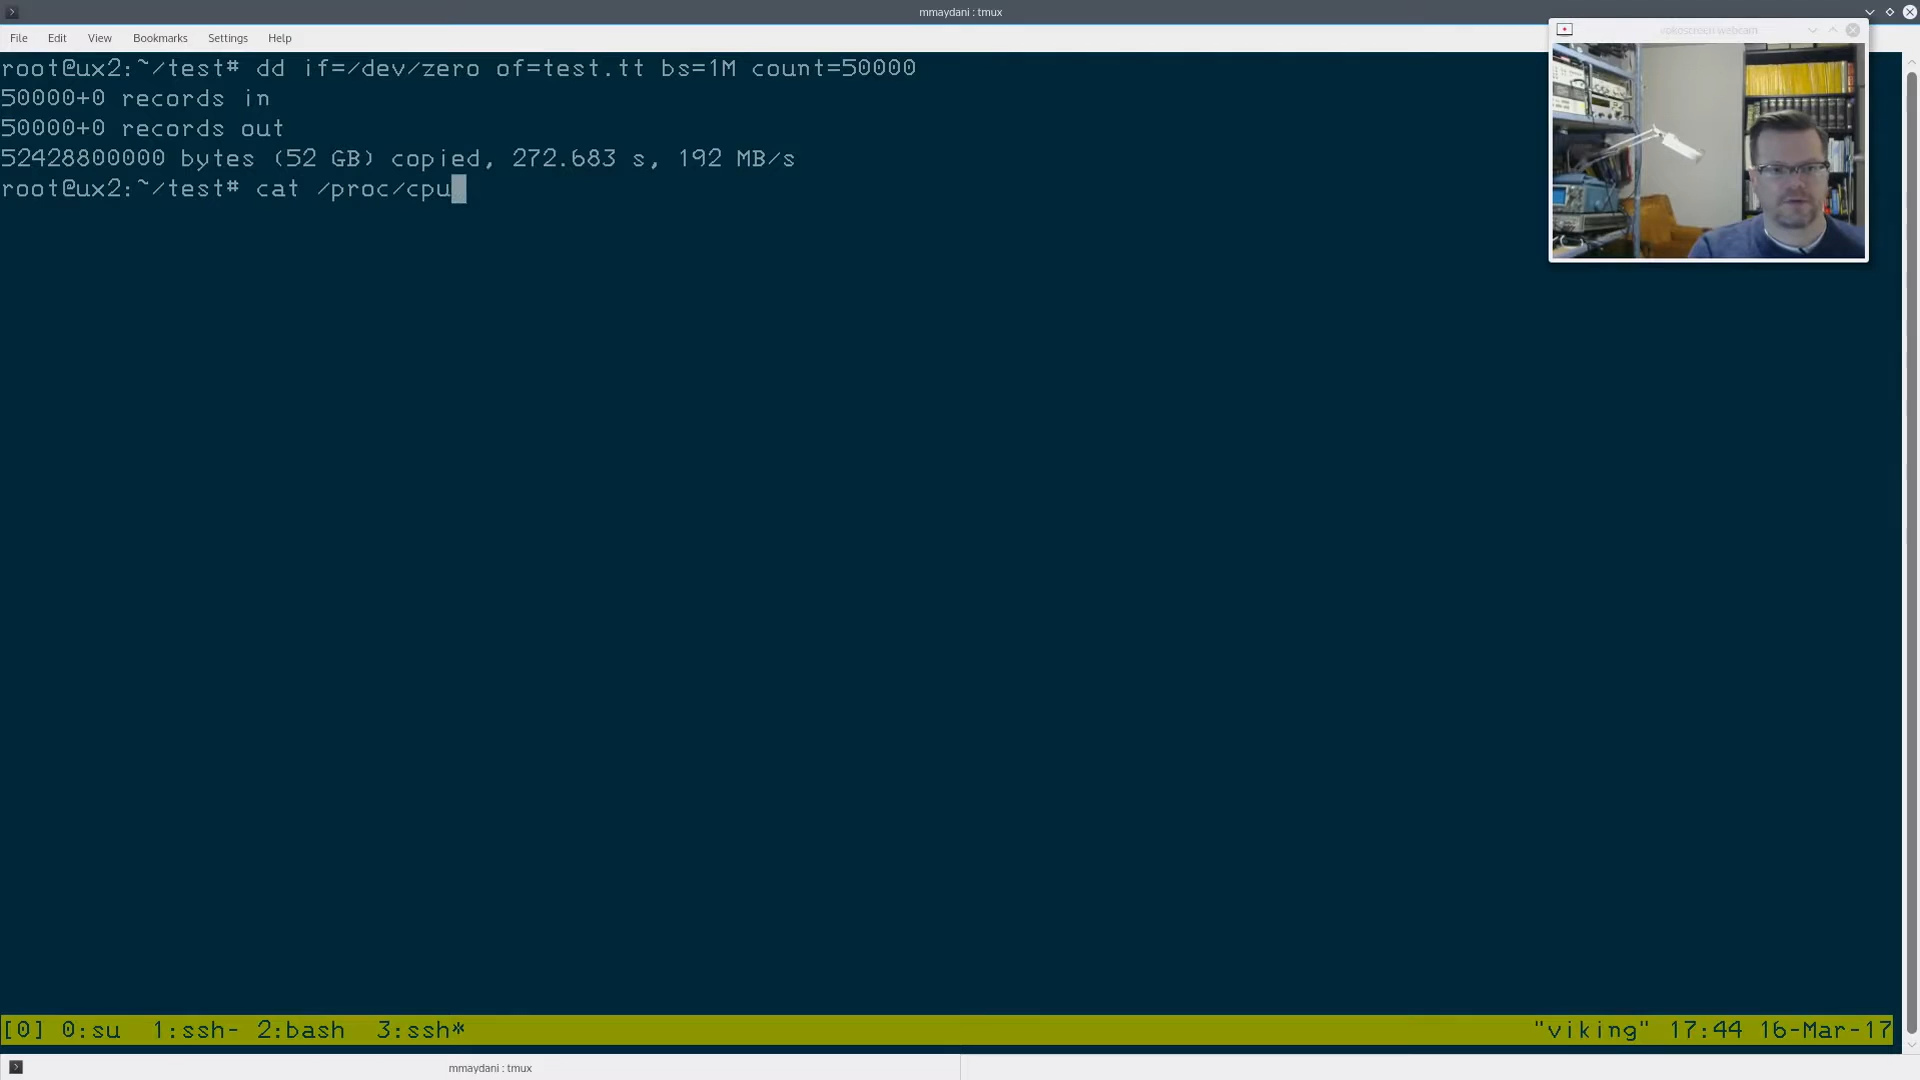 mmaydani : tmux
File Edit View Bookmarks Settings Help
vokoscreen webcam
root@ux2:~/test# dd if=/dev/zero of=test.tt bs=1M count=50000
50000+0 records in
50000+0 records out
52428800000 bytes (52 GB) copied, 272.683 s, 192 MB/s
root@ux2:~/test# cat /proc/cpu
[0] 0:su 1:ssh- 2:bash 3:ssh* "viking" 17:44 16-Mar-17
mmaydani : tmux